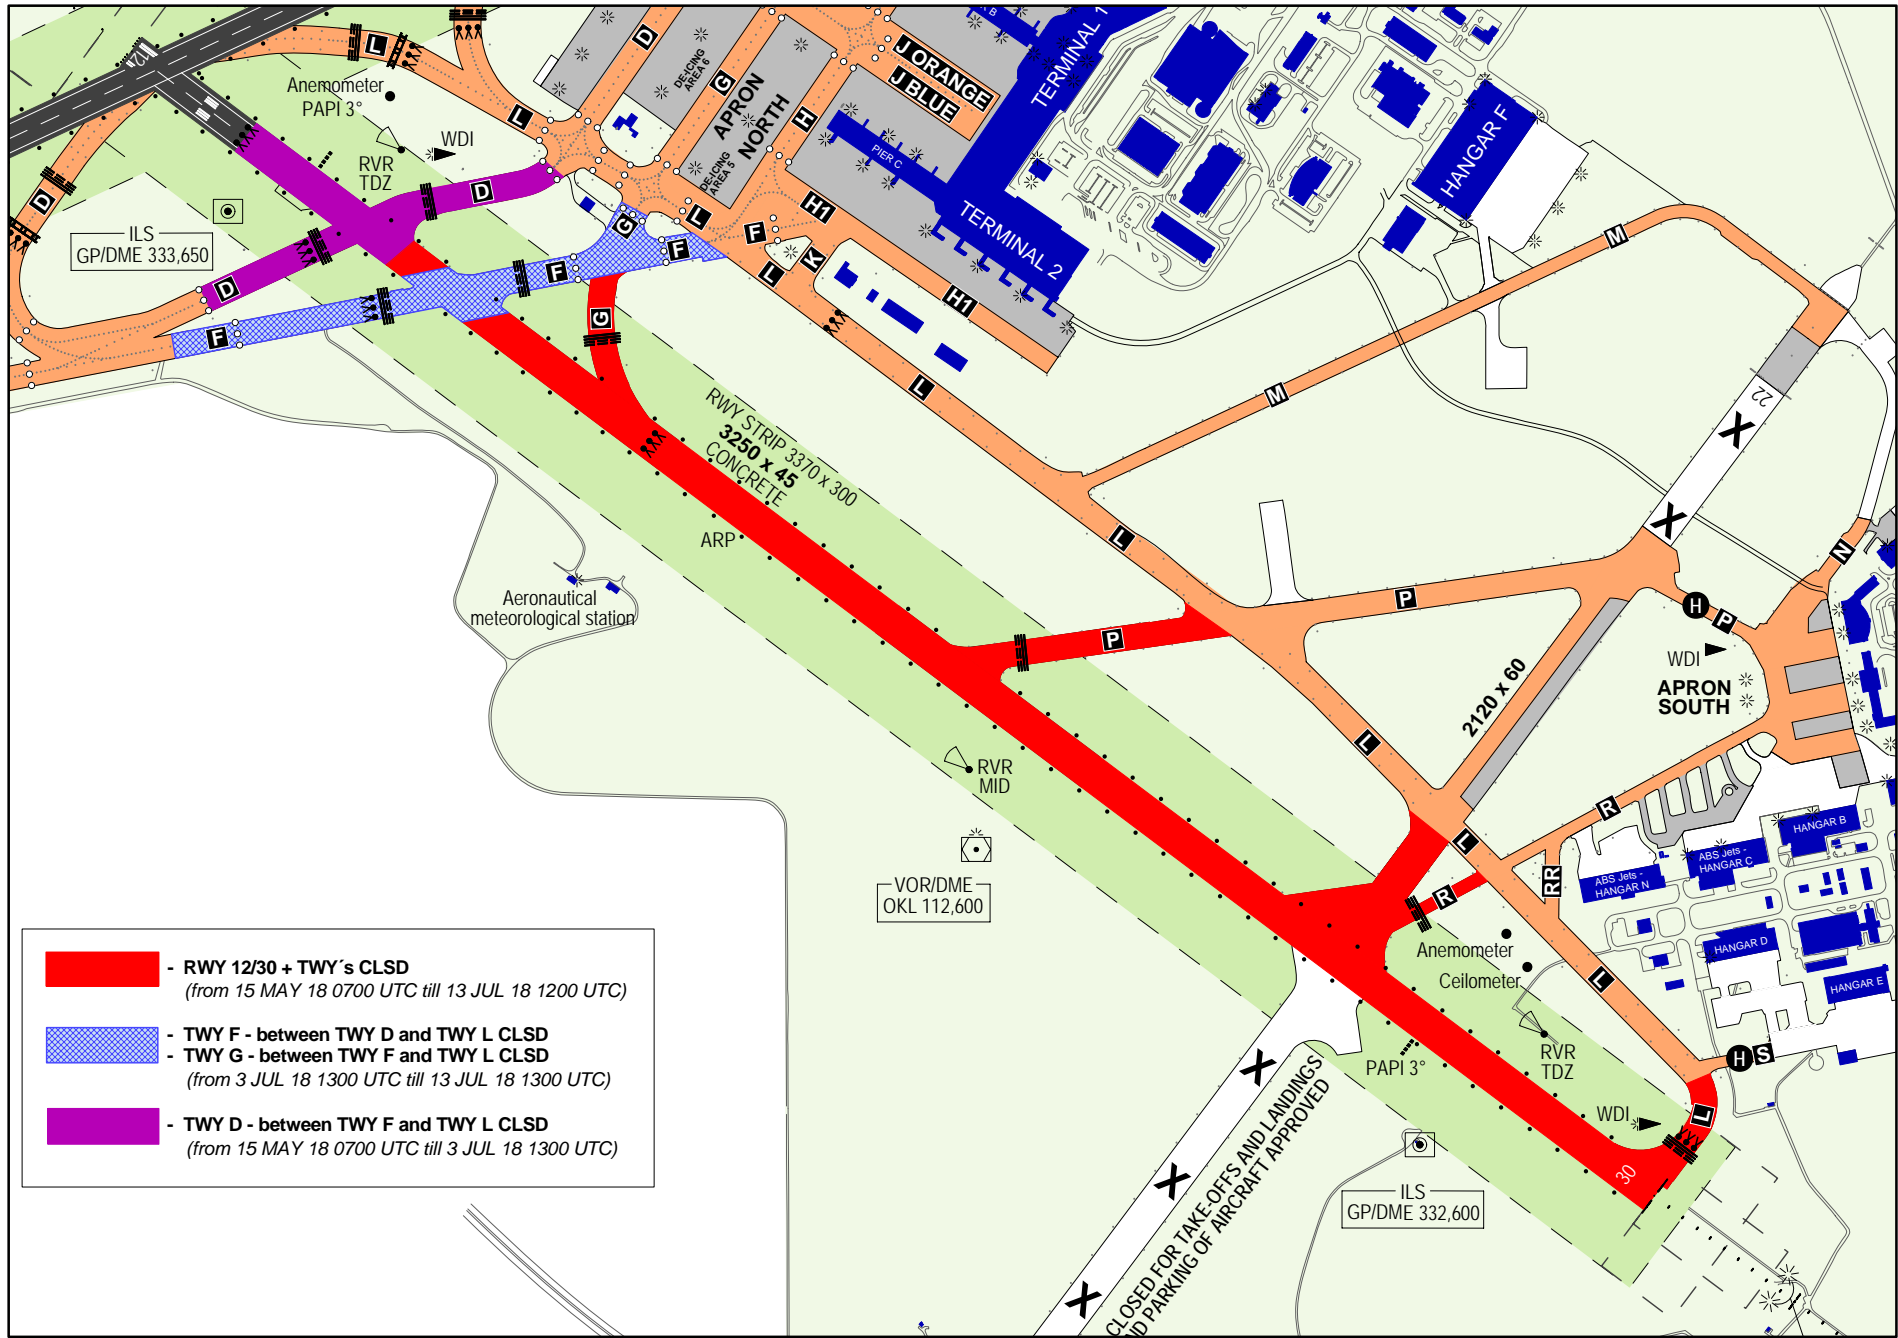 L
D
G
H
DE-ICING
AREA 6
APRON
NORTH
DE-ICING
AREA 5
J ORANGE
J BLUE
TERMINAL 1
PIER C
TERMINAL 2
HANGAR F
Anemometer
PAPI 3°
WDI
RVR
TDZ
L
D
D
ILS
GP/DME 333,650
D
F
F
F
G
L
F
H1
K
L
H1
G
L
M
M
22
X
X
RWY STRIP 3370 x 300
3250 x 45
CONCRETE
ARP
L
N
Aeronautical
meteorological station
P
P
H
P
WDI
APRON
SOUTH
2120 x 60
L
RVR
MID
VOR/DME
OKL 112,600
L
R
R
RR
HANGAR B
ABS Jets -
HANGAR C
ABS Jets -
HANGAR N
HANGAR D
HANGAR E
Anemometer
Ceilometer
L
H
S
RVR
TDZ
PAPI 3°
WDI
L
30
ILS
GP/DME 332,600
X
X
X
CLOSED FOR TAKE-OFFS AND LANDINGS
ND PARKING OF AIRCRAFT APPROVED
- RWY 12/30 + TWY´s CLSD
(from 15 MAY 18 0700 UTC till 13 JUL 18 1200 UTC)
- TWY F - between TWY D and TWY L CLSD
- TWY G - between TWY F and TWY L CLSD
(from 3 JUL 18 1300 UTC till 13 JUL 18 1300 UTC)
- TWY D - between TWY F and TWY L CLSD
(from 15 MAY 18 0700 UTC till 3 JUL 18 1300 UTC)